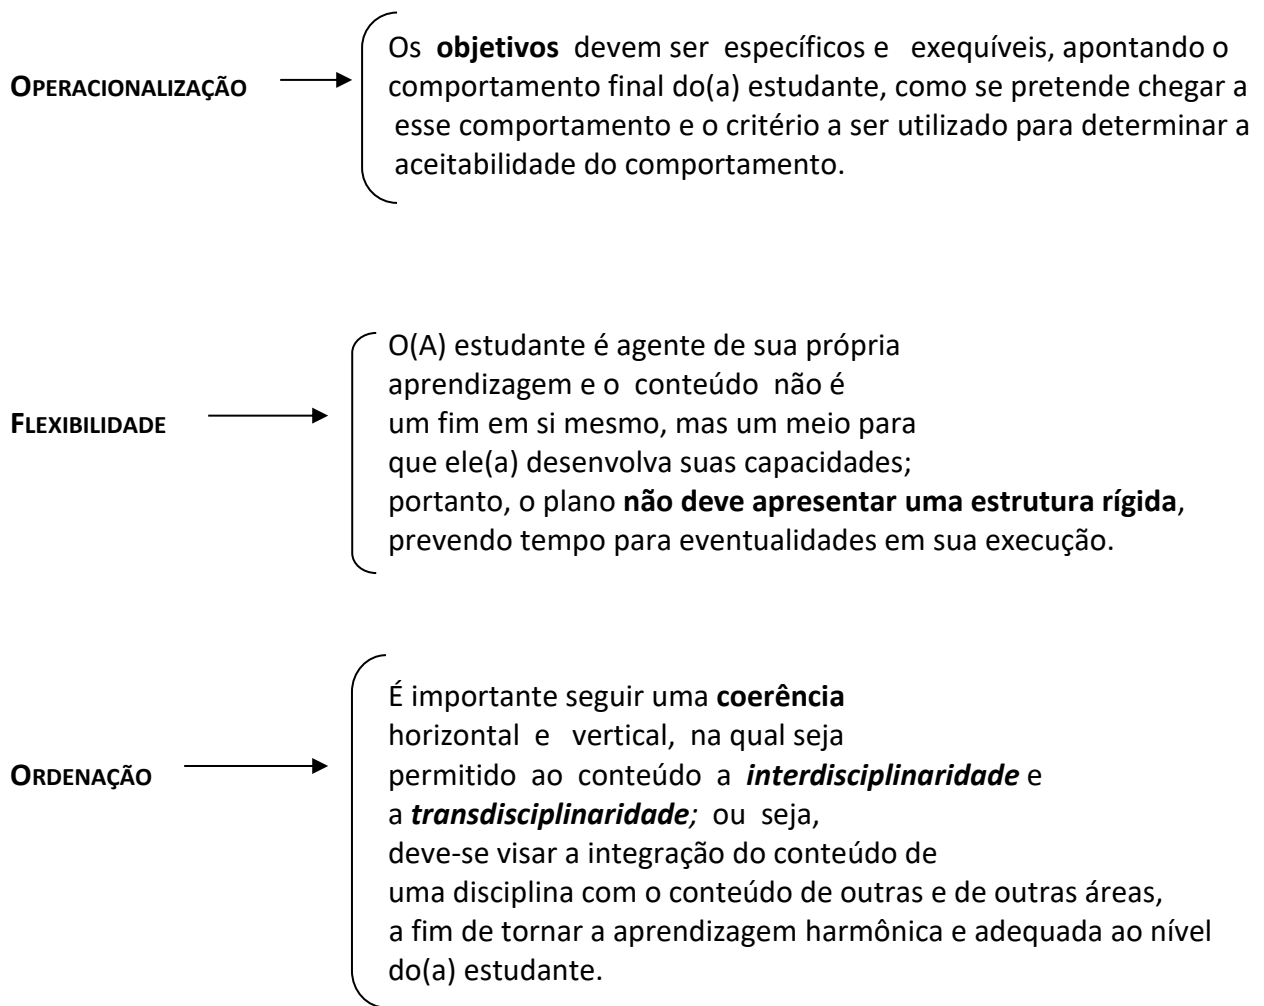 OPERACIONALIZAÇÃO
Os objetivos devem ser específicos e exequíveis, apontando o
comportamento final do(a) estudante, como se pretende chegar a
esse comportamento e o critério a ser utilizado para determinar a
aceitabilidade do comportamento.
FLEXIBILIDADE
O(A) estudante é agente de sua própria
aprendizagem e o conteúdo não é
um fim em si mesmo, mas um meio para
que ele(a) desenvolva suas capacidades;
portanto, o plano não deve apresentar uma estrutura rígida,
prevendo tempo para eventualidades em sua execução.
ORDENAÇÃO
É importante seguir uma coerência
horizontal e vertical, na qual seja
permitido ao conteúdo a interdisciplinaridade e
a transdisciplinaridade; ou seja,
deve-se visar a integração do conteúdo de
uma disciplina com o conteúdo de outras e de outras áreas,
a fim de tornar a aprendizagem harmônica e adequada ao nível
do(a) estudante.